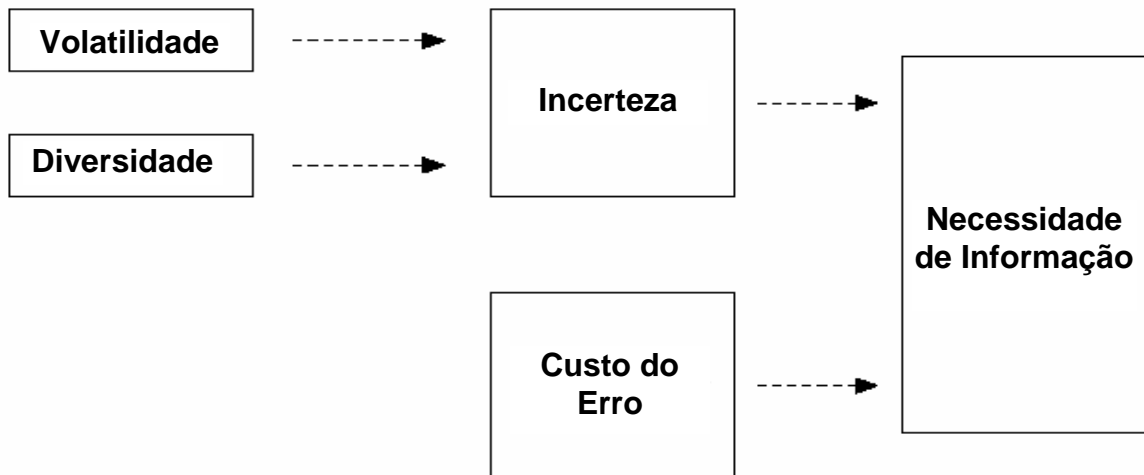 Volatilidade
Diversidade
Incerteza
Custo do
Erro
Necessidade
de Informação